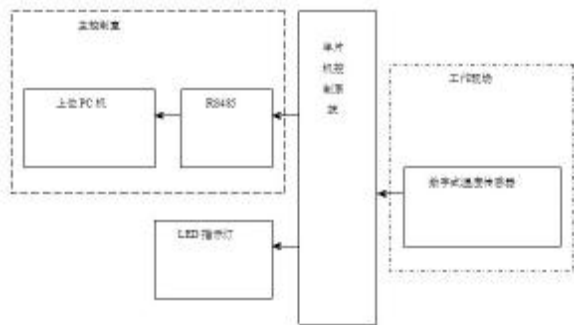 主控制室
单片
机控
制系
统
工作现场
上位PC机
RS485
数字式温度传感器
LED指示灯